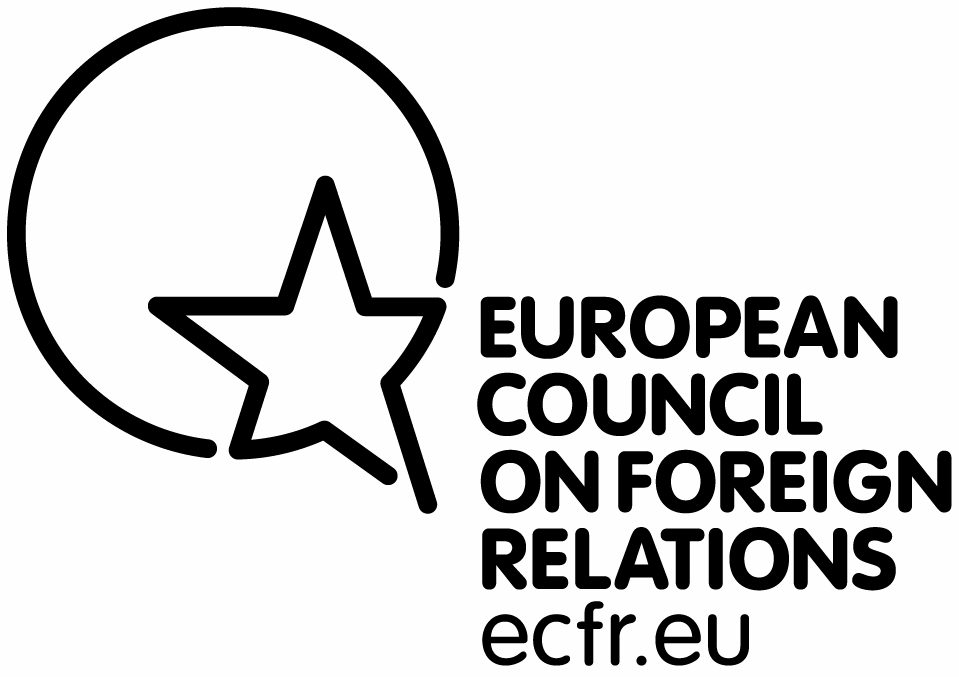 EUROPEAN
COUNCIL
ON FOREIGN
RELATIONS
ecfr.eu